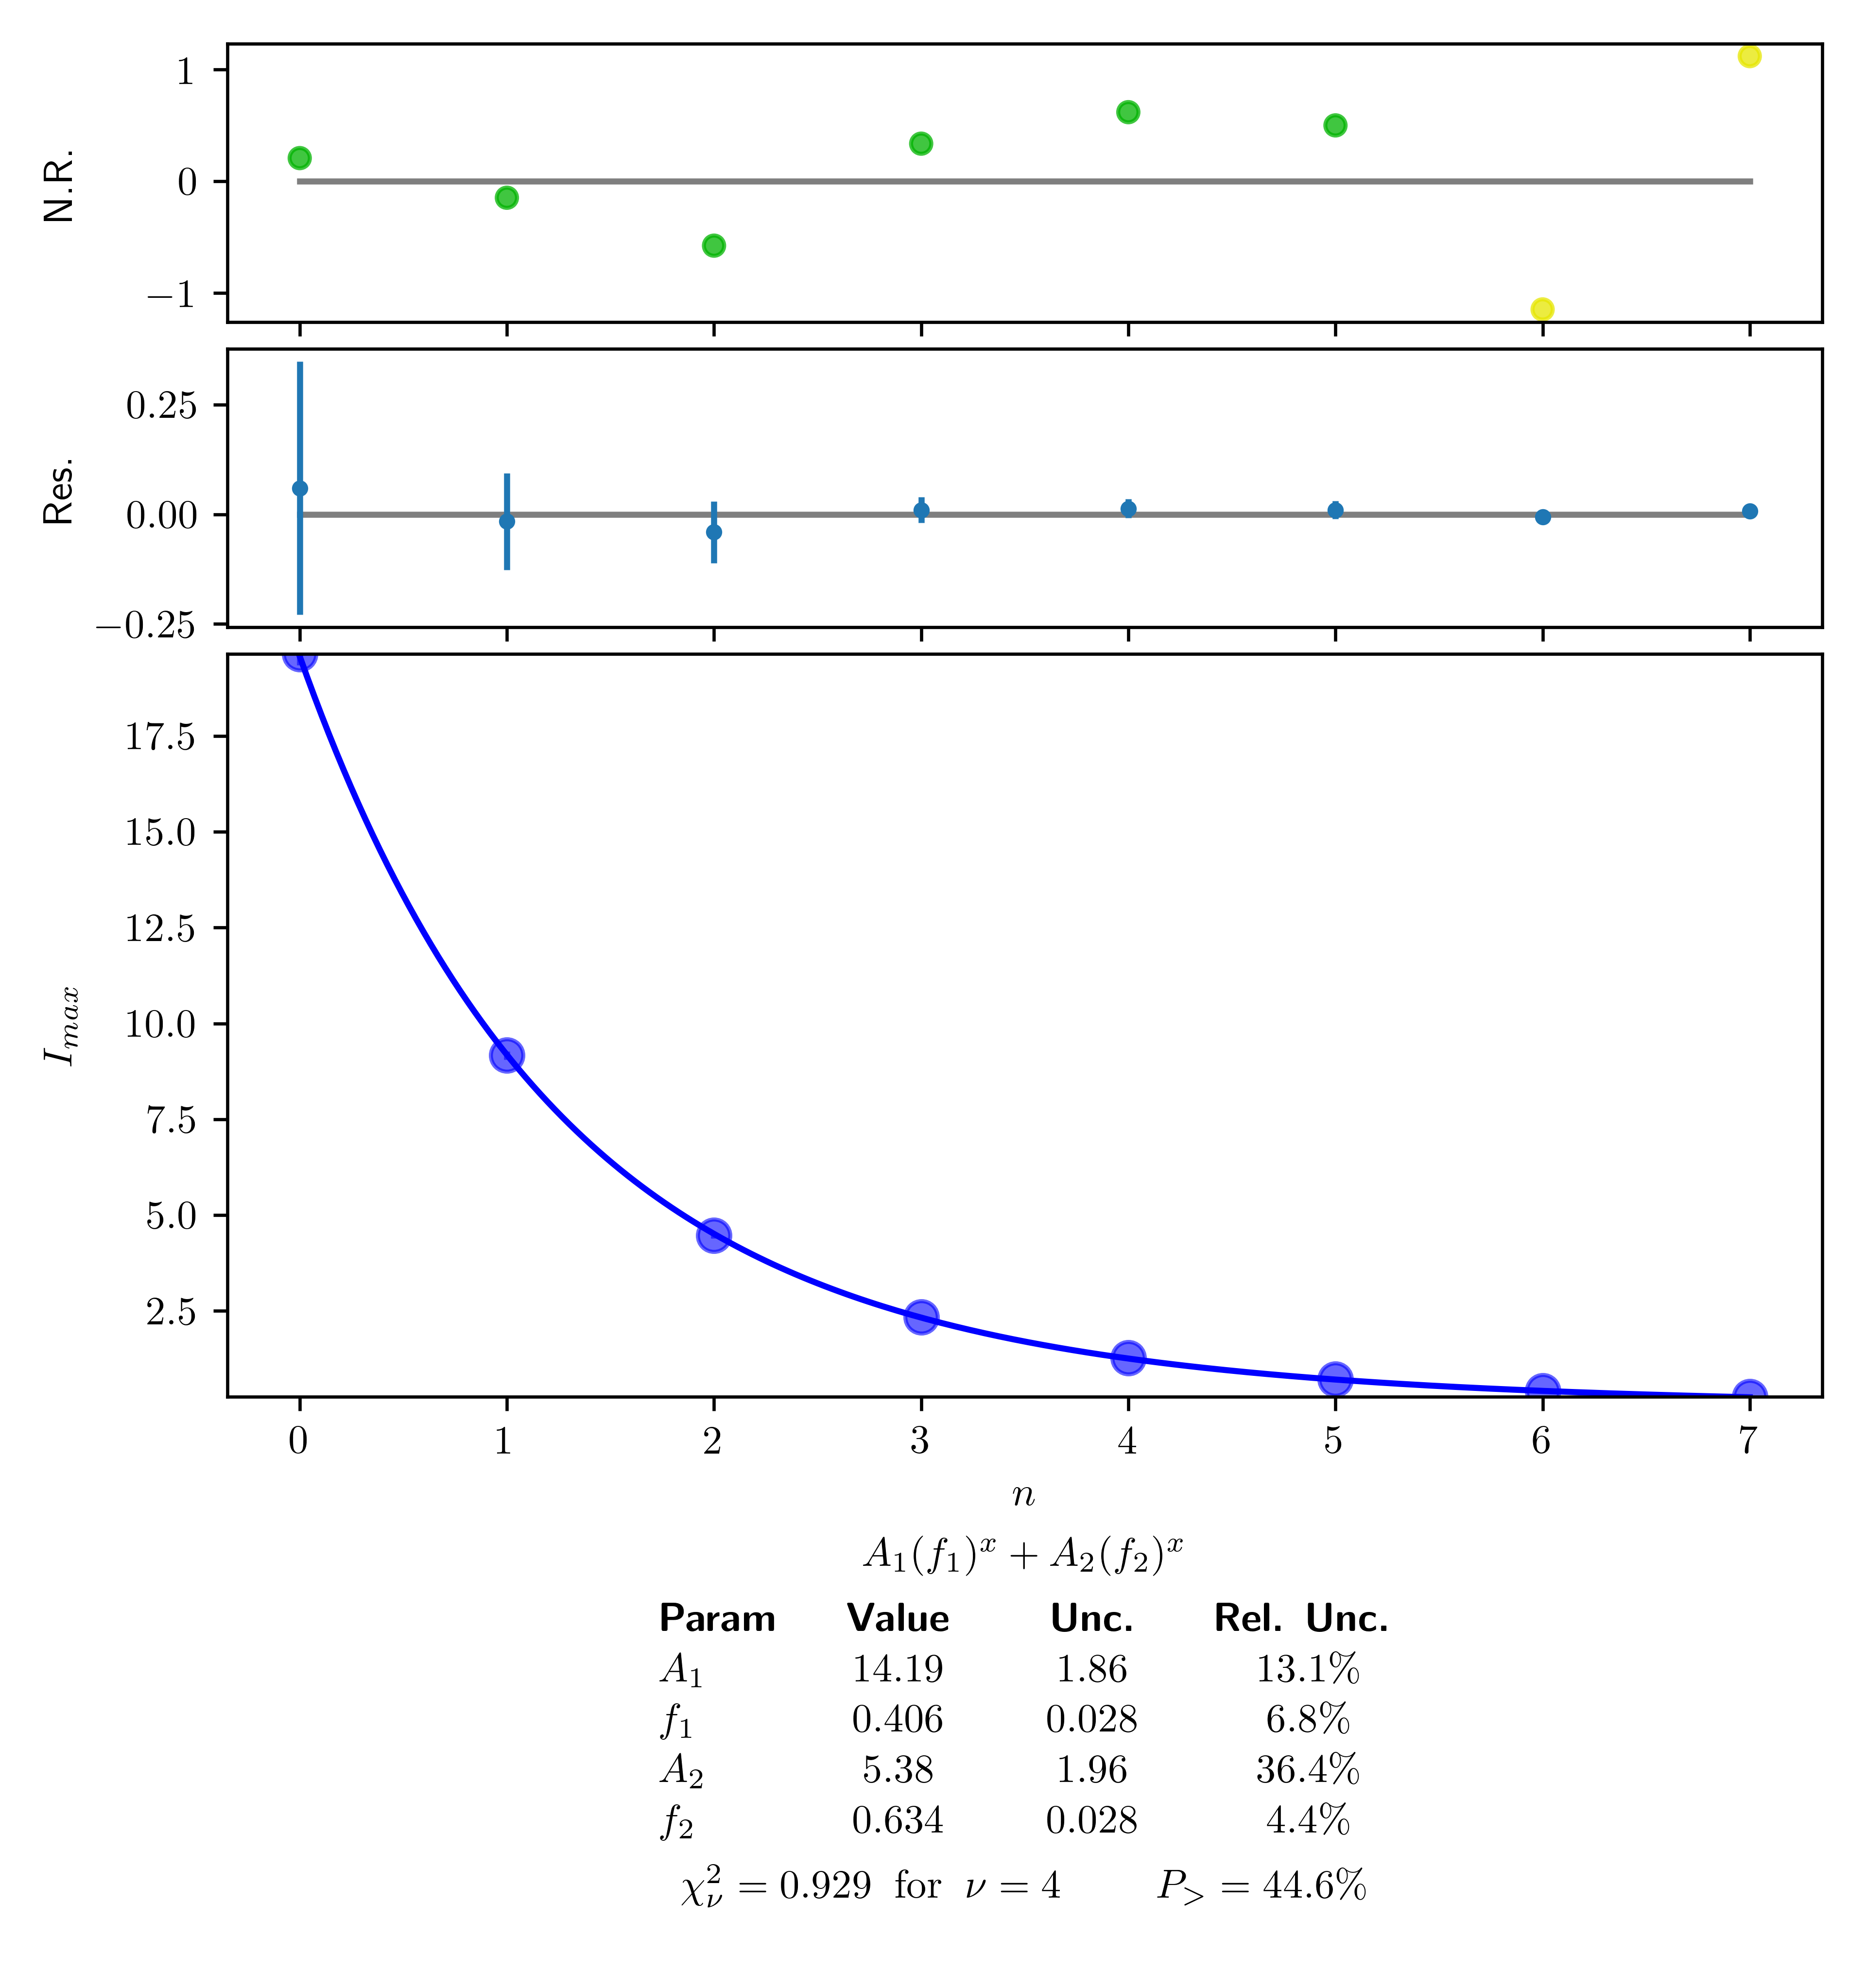 1
0
−1
N.R.
0.25
0.00
−0.25
Res.
17.5
15.0
12.5
10.0
7.5
5.0
2.5
I_max
0 1 2 3 4 5 6 7
n
A₁(f₁)ˣ + A₂(f₂)ˣ
Param Value Unc. Rel. Unc.
A₁ 14.19 1.86 13.1%
f₁ 0.406 0.028 6.8%
A₂ 5.38 1.96 36.4%
f₂ 0.634 0.028 4.4%
χ²_ν = 0.929 for ν = 4 P_> = 44.6%